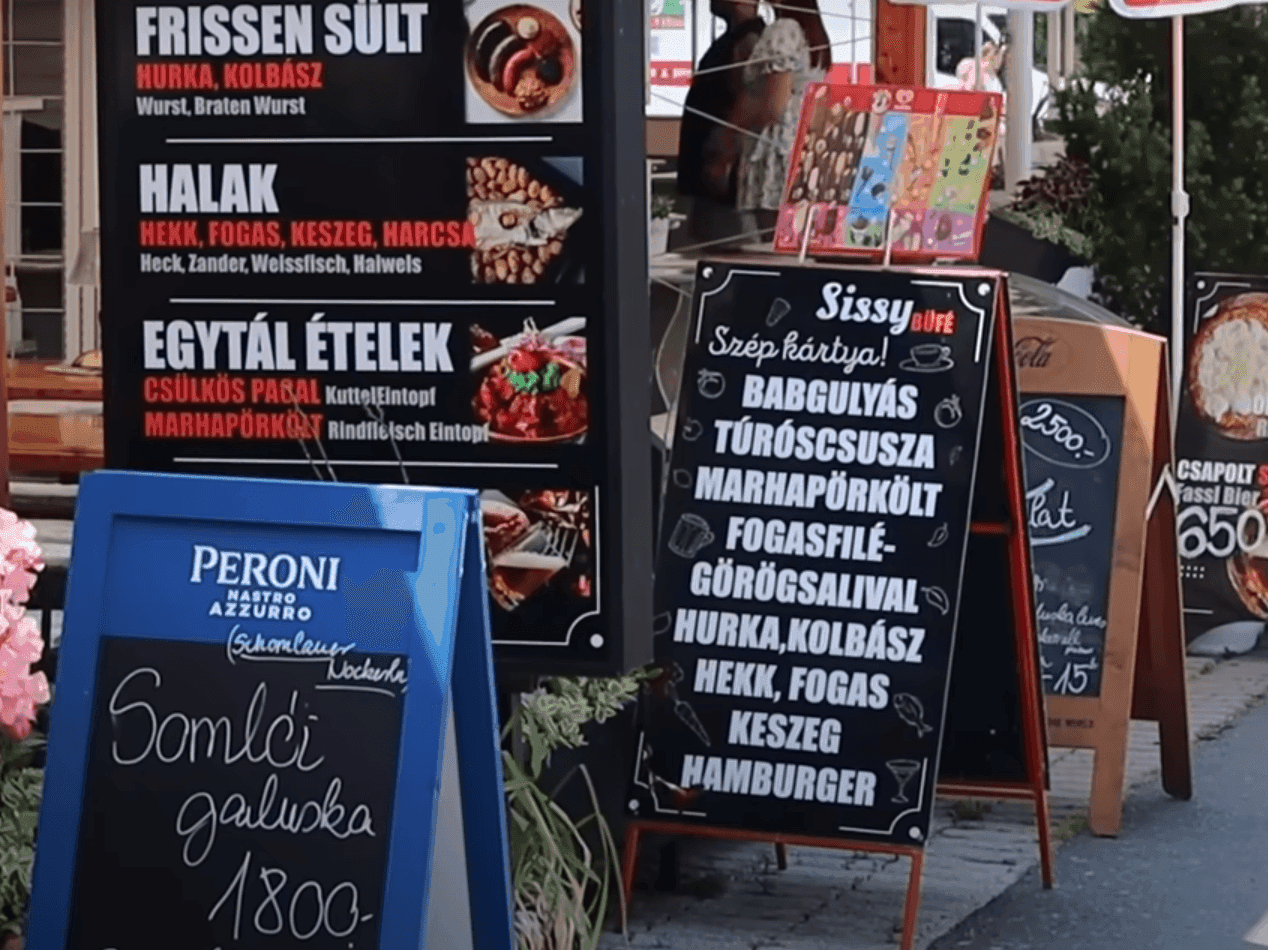 FRISSEN SÜLT
HURKA, KOLBÁSZ
Wurst, Braten Wurst
HALAK
HEKK, FOGAS, KESZEG, HARCSA
Heck, Zander, Weissfisch, Halwels
EGYTÁL ÉTELEK
CSÜLKÖS PACAL KuttelEintopf
MARHAPÖRKÖLT Rindfleisch Eintopf
PERONI
NASTRO
AZZURRO
(Schomlauer
Nockerln)
Somlói
galuska
1800,-
Sissy BÜFÉ
Szép kártya!
BABGULYÁS
TÚRÓSCSUSZA
MARHAPÖRKÖLT
FOGASFILÉ-
GÖRÖGSALIVAL
HURKA,KOLBÁSZ
HEKK, FOGAS
KESZEG
HAMBURGER
2500.-
-15
CSAPOLT
Fassl Bier
650